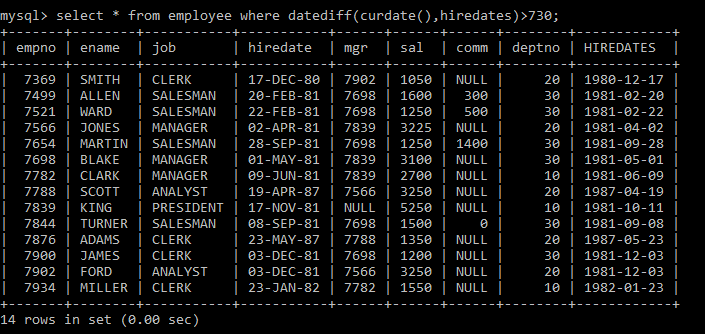 mysql> select * from employee where datediff(curdate(),hiredates)>730;
+-------+--------+-----------+-----------+------+------+------+--------+------------+
| empno | ename  | job       | hiredate  | mgr  | sal  | comm | deptno | HIREDATES  |
+-------+--------+-----------+-----------+------+------+------+--------+------------+
|  7369 | SMITH  | CLERK     | 17-DEC-80 | 7902 | 1050 | NULL |     20 | 1980-12-17 |
|  7499 | ALLEN  | SALESMAN  | 20-FEB-81 | 7698 | 1600 |  300 |     30 | 1981-02-20 |
|  7521 | WARD   | SALESMAN  | 22-FEB-81 | 7698 | 1250 |  500 |     30 | 1981-02-22 |
|  7566 | JONES  | MANAGER   | 02-APR-81 | 7839 | 3225 | NULL |     20 | 1981-04-02 |
|  7654 | MARTIN | SALESMAN  | 28-SEP-81 | 7698 | 1250 | 1400 |     30 | 1981-09-28 |
|  7698 | BLAKE  | MANAGER   | 01-MAY-81 | 7839 | 3100 | NULL |     30 | 1981-05-01 |
|  7782 | CLARK  | MANAGER   | 09-JUN-81 | 7839 | 2700 | NULL |     10 | 1981-06-09 |
|  7788 | SCOTT  | ANALYST   | 19-APR-87 | 7566 | 3250 | NULL |     20 | 1987-04-19 |
|  7839 | KING   | PRESIDENT | 17-NOV-81 | NULL | 5250 | NULL |     10 | 1981-10-11 |
|  7844 | TURNER | SALESMAN  | 08-SEP-81 | 7698 | 1500 |    0 |     30 | 1981-09-08 |
|  7876 | ADAMS  | CLERK     | 23-MAY-87 | 7788 | 1350 | NULL |     20 | 1987-05-23 |
|  7900 | JAMES  | CLERK     | 03-DEC-81 | 7698 | 1200 | NULL |     30 | 1981-12-03 |
|  7902 | FORD   | ANALYST   | 03-DEC-81 | 7566 | 3250 | NULL |     20 | 1981-12-03 |
|  7934 | MILLER | CLERK     | 23-JAN-82 | 7782 | 1550 | NULL |     10 | 1982-01-23 |
+-------+--------+-----------+-----------+------+------+------+--------+------------+
14 rows in set (0.00 sec)